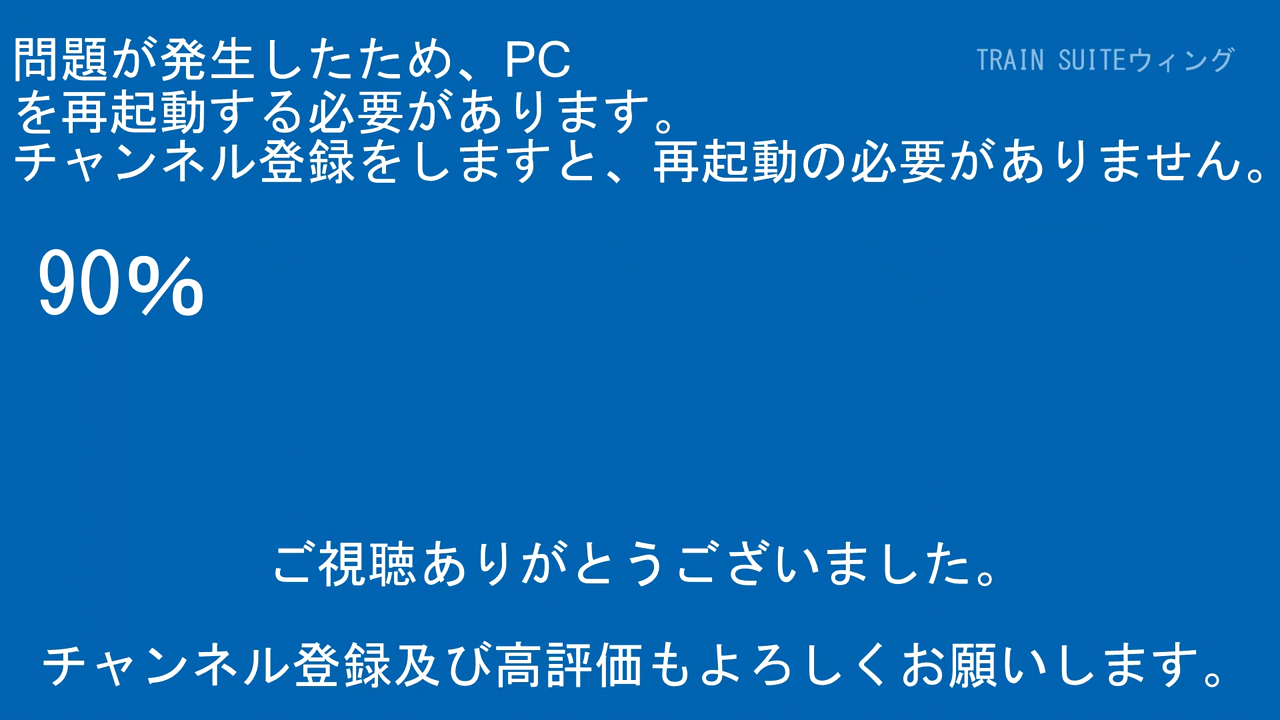 問題が発生したため、PC
を再起動する必要があります。
チャンネル登録をしますと、再起動の必要がありません。
TRAIN SUITEウィング
90%
ご視聴ありがとうございました。
チャンネル登録及び高評価もよろしくお願いします。